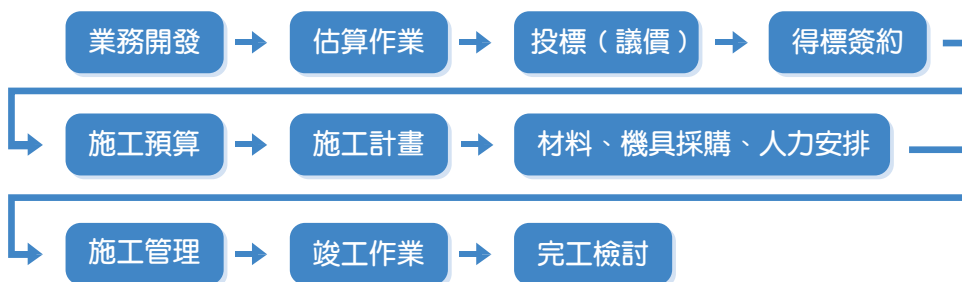 業務開發 估算作業 投標（議價） 得標簽約
施工預算 施工計畫 材料、機具採購、人力安排
施工管理 竣工作業 完工檢討